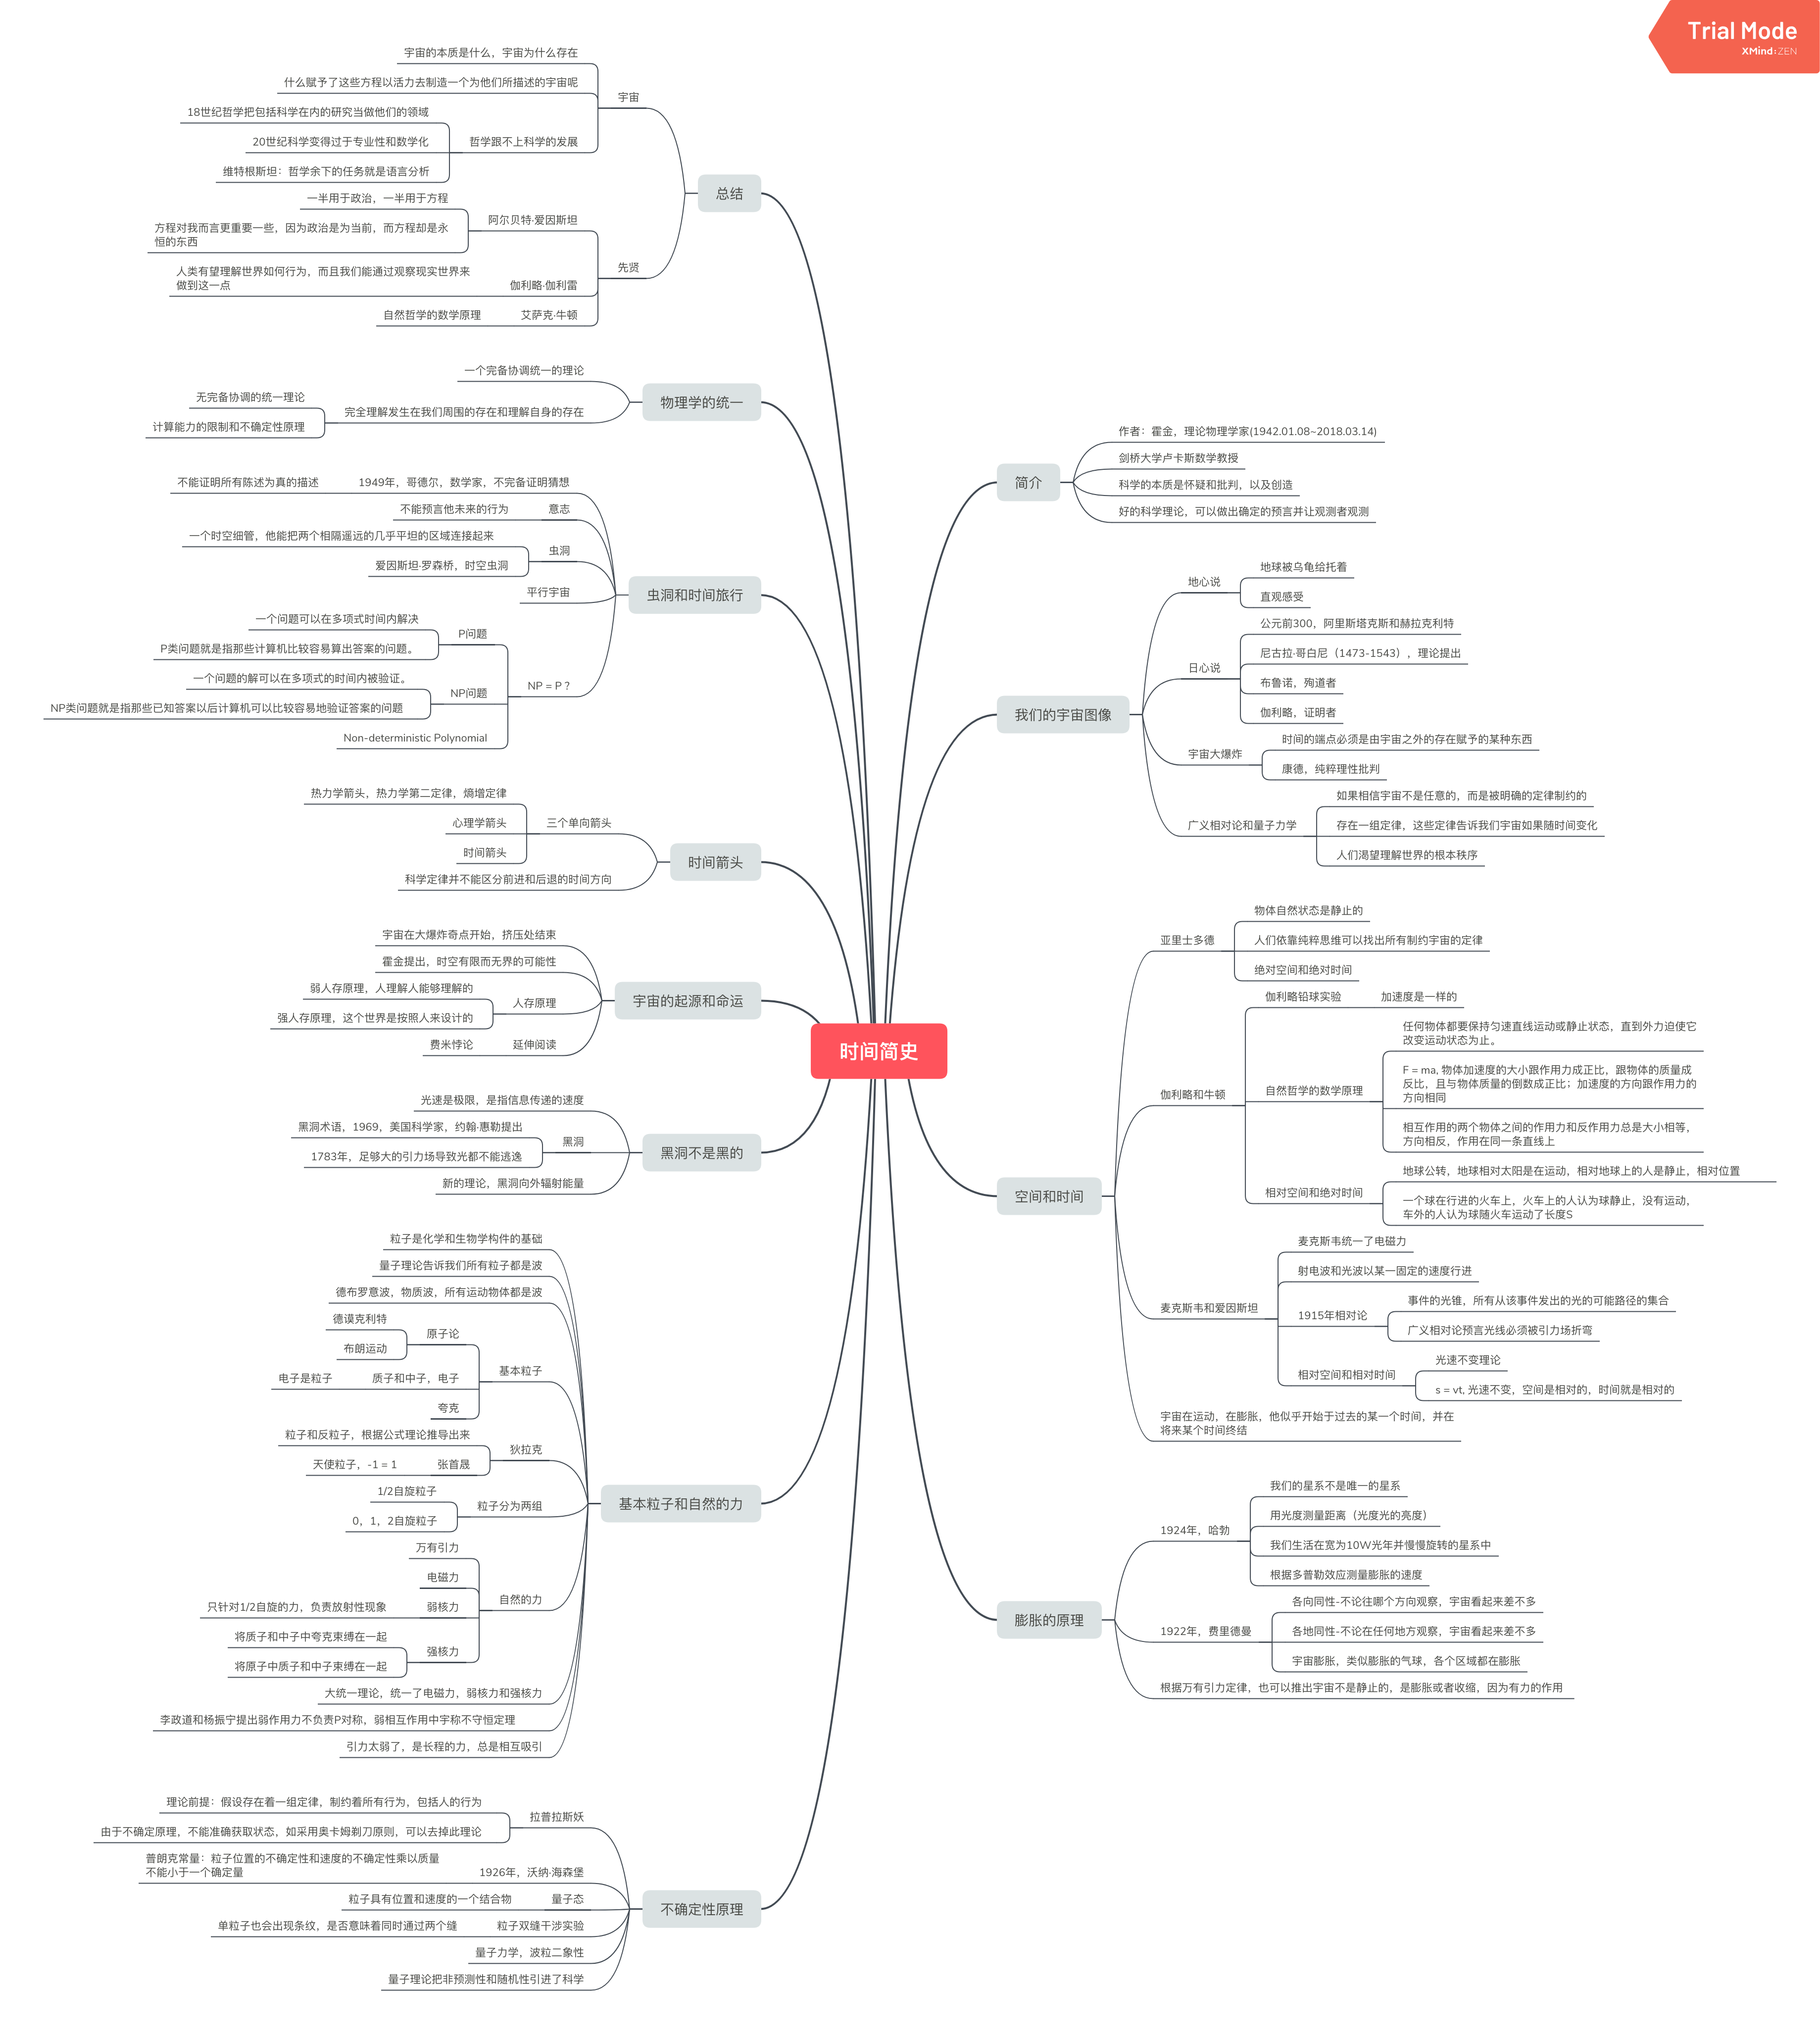 Trial Mode
XMind:ZEN
时间简史
简介
作者：霍金，理论物理学家(1942.01.08~2018.03.14)
剑桥大学卢卡斯数学教授
科学的本质是怀疑和批判，以及创造
好的科学理论，可以做出确定的预言并让观测者观测
我们的宇宙图像
地心说
地球被乌龟给托着
直观感受
日心说
公元前300，阿里斯塔克斯和赫拉克利特
尼古拉·哥白尼（1473-1543），理论提出
布鲁诺，殉道者
伽利略，证明者
宇宙大爆炸
时间的端点必须是由宇宙之外的存在赋予的某种东西
康德，纯粹理性批判
广义相对论和量子力学
如果相信宇宙不是任意的，而是被明确的定律制约的
存在一组定律，这些定律告诉我们宇宙如果随时间变化
人们渴望理解世界的根本秩序
空间和时间
亚里士多德
物体自然状态是静止的
人们依靠纯粹思维可以找出所有制约宇宙的定律
绝对空间和绝对时间
伽利略和牛顿
伽利略铅球实验
加速度是一样的
自然哲学的数学原理
任何物体都要保持匀速直线运动或静止状态，直到外力迫使它
改变运动状态为止。
F = ma, 物体加速度的大小跟作用力成正比，跟物体的质量成
反比，且与物体质量的倒数成正比；加速度的方向跟作用力的
方向相同
相互作用的两个物体之间的作用力和反作用力总是大小相等，
方向相反，作用在同一条直线上
相对空间和绝对时间
地球公转，地球相对太阳是在运动，相对地球上的人是静止，相对位置
一个球在行进的火车上，火车上的人认为球静止，没有运动，
车外的人认为球随火车运动了长度S
麦克斯韦和爱因斯坦
麦克斯韦统一了电磁力
射电波和光波以某一固定的速度行进
1915年相对论
事件的光锥，所有从该事件发出的光的可能路径的集合
广义相对论预言光线必须被引力场折弯
相对空间和相对时间
光速不变理论
s = vt, 光速不变，空间是相对的，时间就是相对的
宇宙在运动，在膨胀，他似乎开始于过去的某一个时间，并在
将来某个时间终结
膨胀的原理
1924年，哈勃
我们的星系不是唯一的星系
用光度测量距离（光度光的亮度）
我们生活在宽为10W光年并慢慢旋转的星系中
根据多普勒效应测量膨胀的速度
1922年，费里德曼
各向同性-不论往哪个方向观察，宇宙看起来差不多
各地同性-不论在任何地方观察，宇宙看起来差不多
宇宙膨胀，类似膨胀的气球，各个区域都在膨胀
根据万有引力定律，也可以推出宇宙不是静止的，是膨胀或者收缩，因为有力的作用
总结
宇宙
宇宙的本质是什么，宇宙为什么存在
什么赋予了这些方程以活力去制造一个为他们所描述的宇宙呢
哲学跟不上科学的发展
18世纪哲学把包括科学在内的研究当做他们的领域
20世纪科学变得过于专业性和数学化
维特根斯坦：哲学余下的任务就是语言分析
先贤
阿尔贝特·爱因斯坦
一半用于政治，一半用于方程
方程对我而言更重要一些，因为政治是为当前，而方程却是永
恒的东西
伽利略·伽利雷
人类有望理解世界如何行为，而且我们能通过观察现实世界来
做到这一点
艾萨克·牛顿
自然哲学的数学原理
物理学的统一
一个完备协调统一的理论
完全理解发生在我们周围的存在和理解自身的存在
无完备协调的统一理论
计算能力的限制和不确定性原理
虫洞和时间旅行
1949年，哥德尔，数学家，不完备证明猜想
不能证明所有陈述为真的描述
意志
不能预言他未来的行为
虫洞
一个时空细管，他能把两个相隔遥远的几乎平坦的区域连接起来
爱因斯坦·罗森桥，时空虫洞
平行宇宙
NP = P ？
P问题
一个问题可以在多项式时间内解决
P类问题就是指那些计算机比较容易算出答案的问题。
NP问题
一个问题的解可以在多项式的时间内被验证。
NP类问题就是指那些已知答案以后计算机可以比较容易地验证答案的问题
Non-deterministic Polynomial
时间箭头
三个单向箭头
热力学箭头，热力学第二定律，熵增定律
心理学箭头
时间箭头
科学定律并不能区分前进和后退的时间方向
宇宙的起源和命运
宇宙在大爆炸奇点开始，挤压处结束
霍金提出，时空有限而无界的可能性
人存原理
弱人存原理，人理解人能够理解的
强人存原理，这个世界是按照人来设计的
延伸阅读
费米悖论
黑洞不是黑的
光速是极限，是指信息传递的速度
黑洞
黑洞术语，1969，美国科学家，约翰·惠勒提出
1783年，足够大的引力场导致光都不能逃逸
新的理论，黑洞向外辐射能量
基本粒子和自然的力
粒子是化学和生物学构件的基础
量子理论告诉我们所有粒子都是波
德布罗意波，物质波，所有运动物体都是波
基本粒子
原子论
德谟克利特
布朗运动
质子和中子，电子
电子是粒子
夸克
狄拉克
粒子和反粒子，根据公式理论推导出来
张首晟
天使粒子，-1 = 1
粒子分为两组
1/2自旋粒子
0，1，2自旋粒子
自然的力
万有引力
电磁力
弱核力
只针对1/2自旋的力，负责放射性现象
强核力
将质子和中子中夸克束缚在一起
将原子中质子和中子束缚在一起
大统一理论，统一了电磁力，弱核力和强核力
李政道和杨振宁提出弱作用力不负责P对称，弱相互作用中宇称不守恒定理
引力太弱了，是长程的力，总是相互吸引
不确定性原理
拉普拉斯妖
理论前提：假设存在着一组定律，制约着所有行为，包括人的行为
由于不确定原理，不能准确获取状态，如采用奥卡姆剃刀原则，可以去掉此理论
1926年，沃纳·海森堡
普朗克常量：粒子位置的不确定性和速度的不确定性乘以质量
不能小于一个确定量
量子态
粒子具有位置和速度的一个结合物
粒子双缝干涉实验
单粒子也会出现条纹，是否意味着同时通过两个缝
量子力学，波粒二象性
量子理论把非预测性和随机性引进了科学